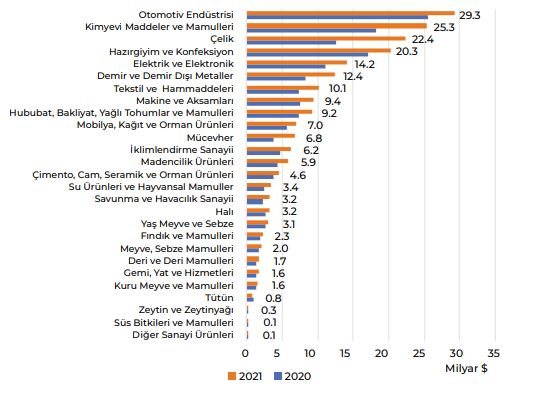 Otomotiv Endüstrisi 29.3
Kimyevi Maddeler ve Mamulleri 25.3
Çelik 22.4
Hazırgiyim ve Konfeksiyon 20.3
Elektrik ve Elektronik 14.2
Demir ve Demir Dışı Metaller 12.4
Tekstil ve Hammaddeleri 10.1
Makine ve Aksamları 9.4
Hububat, Bakliyat, Yağlı Tohumlar ve Mamulleri 9.2
Mobilya, Kağıt ve Orman Ürünleri 7.0
Mücevher 6.8
İklimlendirme Sanayii 6.2
Madencilik Ürünleri 5.9
Çimento, Cam, Seramik ve Orman Ürünleri 4.6
Su Ürünleri ve Hayvansal Mamuller 3.4
Savunma ve Havacılık Sanayii 3.2
Halı 3.2
Yaş Meyve ve Sebze 3.1
Fındık ve Mamulleri 2.3
Meyve, Sebze Mamulleri 2.0
Deri ve Deri Mamulleri 1.7
Gemi, Yat ve Hizmetleri 1.6
Kuru Meyve ve Mamulleri 1.6
Tütün 0.8
Zeytin ve Zeytinyağı 0.3
Süs Bitkileri ve Mamulleri 0.1
Diğer Sanayi Ürünleri 0.1
0 5 10 15 20 25 30 35
Milyar $
2021 2020